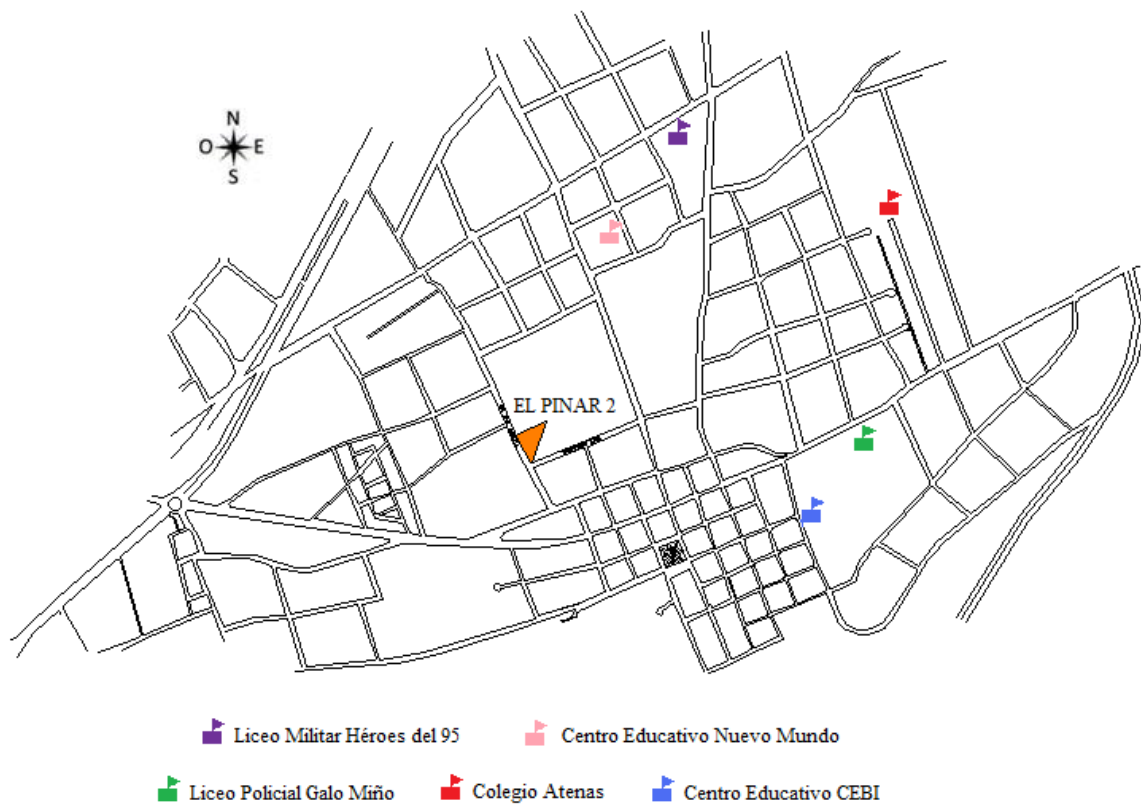 N
O E
S
EL PINAR 2
Liceo Militar Héroes del 95
Centro Educativo Nuevo Mundo
Liceo Policial Galo Miño
Colegio Atenas
Centro Educativo CEBI